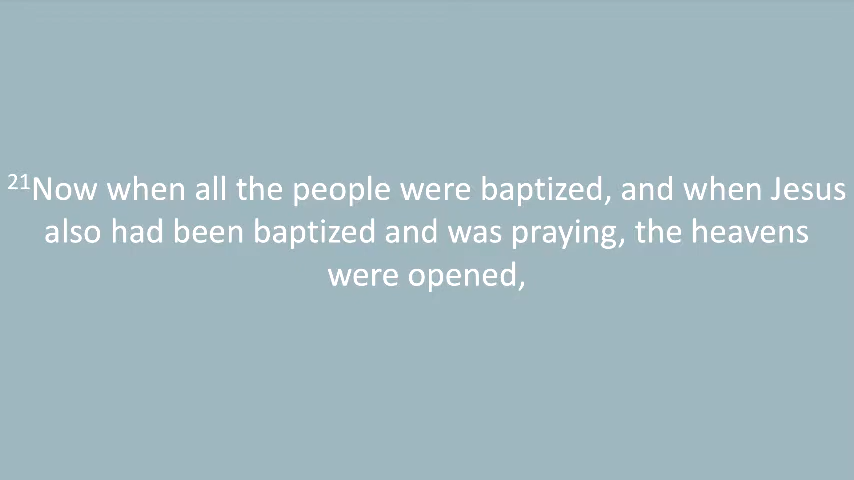 ²¹Now when all the people were baptized, and when Jesus
also had been baptized and was praying, the heavens
were opened,